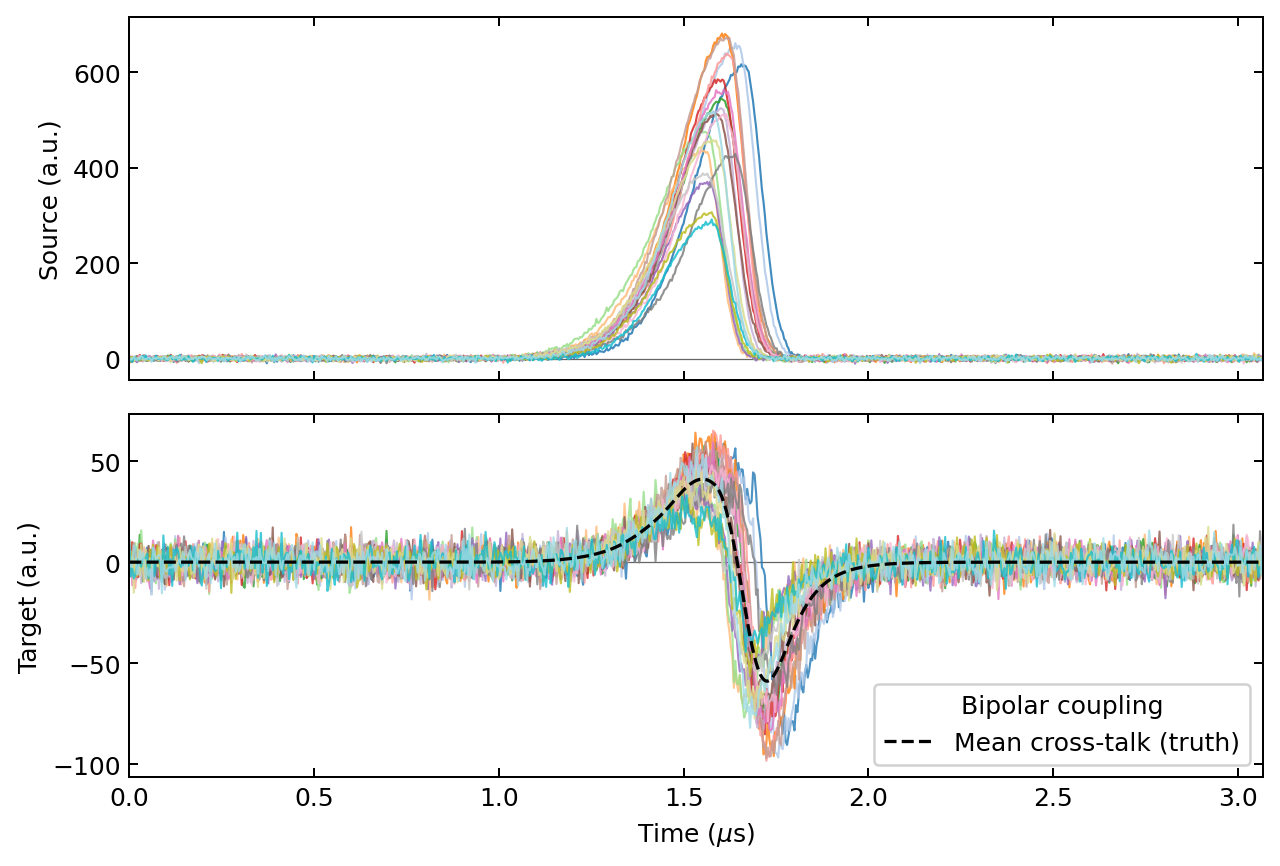 600
400
200
0
Source (a.u.)
50
0
−50
−100
Target (a.u.)
Bipolar coupling
Mean cross-talk (truth)
0.0 0.5 1.0 1.5 2.0 2.5 3.0
Time (μs)